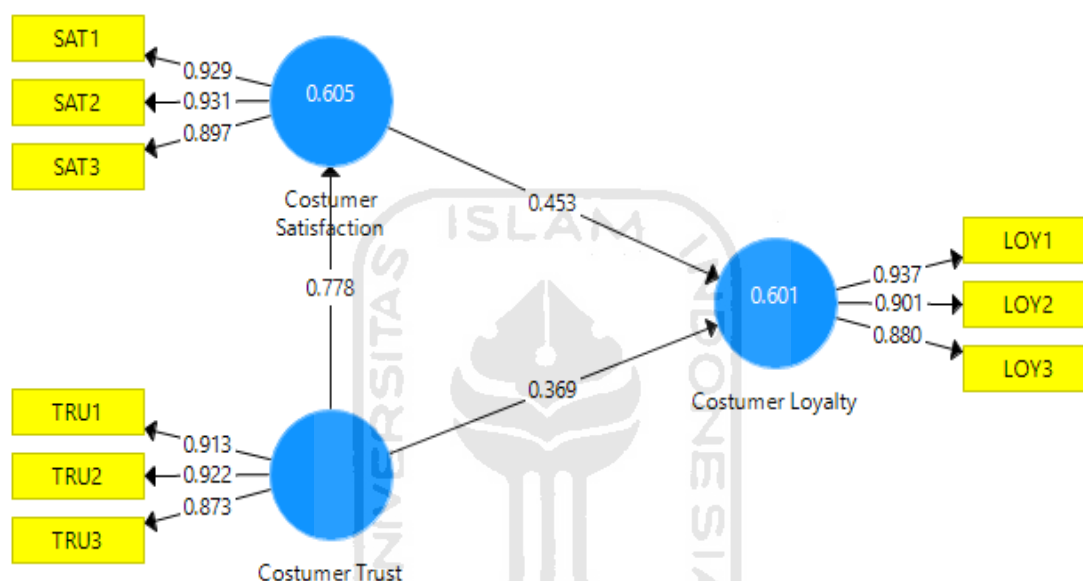 SAT1
0.929
SAT2
0.931
SAT3
0.897
0.605
Costumer
Satisfaction
0.453
0.778
ISLAM
UNIVERSITAS
INDONESIA
0.601
Costumer Loyalty
0.937
LOY1
0.901
LOY2
0.880
LOY3
0.369
TRU1
0.913
TRU2
0.922
TRU3
0.873
Costumer Trust